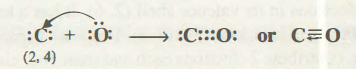 :C: + :Ö: ⟶ :C:::O: or C≡O
(2, 4)